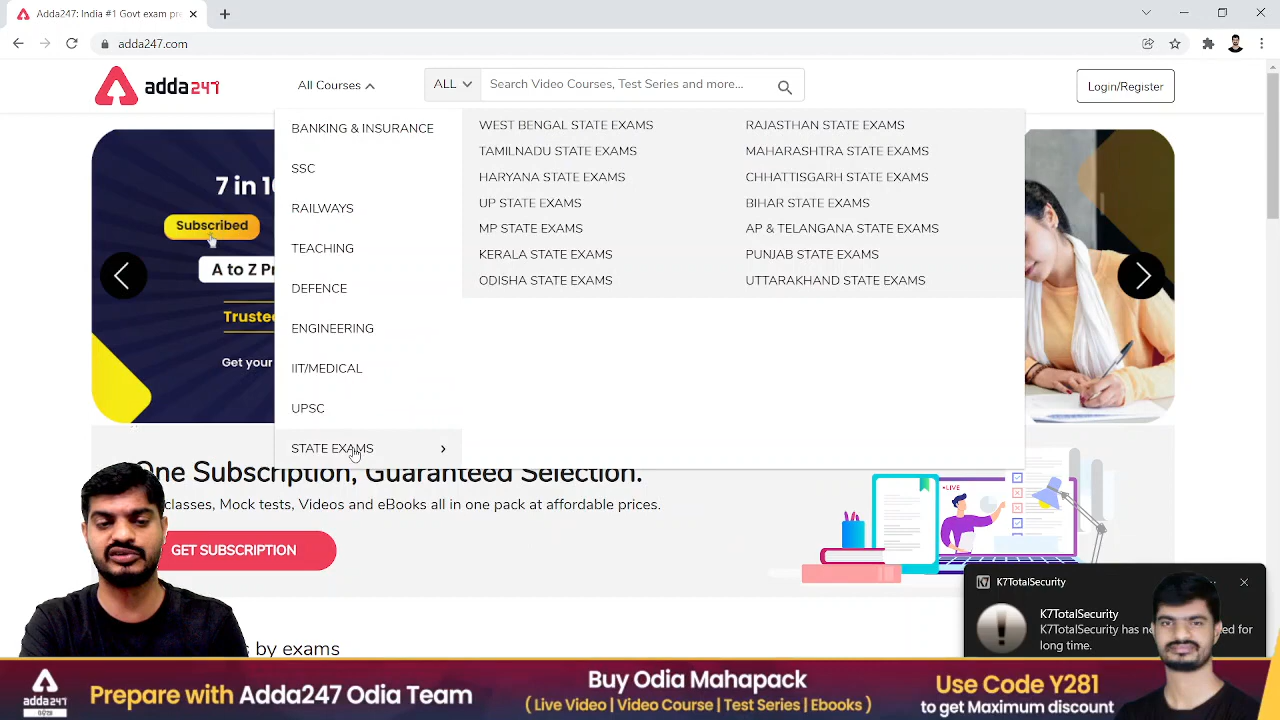 Adda247: India #1 Govt exam pre
adda247.com
adda247
All Courses
ALL
Search Video Courses, Test Series and more...
Login/Register
BANKING & INSURANCE
SSC
RAILWAYS
TEACHING
DEFENCE
ENGINEERING
IIT/MEDICAL
UPSC
STATE EXAMS
WEST BENGAL STATE EXAMS
RAJASTHAN STATE EXAMS
TAMILNADU STATE EXAMS
MAHARASHTRA STATE EXAMS
HARYANA STATE EXAMS
CHHATTISGARH STATE EXAMS
UP STATE EXAMS
BIHAR STATE EXAMS
MP STATE EXAMS
AP & TELANGANA STATE EXAMS
KERALA STATE EXAMS
PUNJAB STATE EXAMS
ODISHA STATE EXAMS
UTTARAKHAND STATE EXAMS
7 in 1
Subscribed
A to Z Pr
Trusted
Get your
One Subscription, Guaranteed Selection.
classes, Mock tests, V eBooks all in one pack at affordable prices.
GET SUBSCRIPTION
LIVE
by exams
K7 K7TotalSecurity
K7TotalSecurity
K7TotalSecurity has for
long time.
adda247
ଓଡ଼ିଆ
Prepare with Adda247 Odia Team
Buy Odia Mahapack
( Live Video | Video Course | Test Series | Ebooks )
Use Code Y281
to get Maximum discount